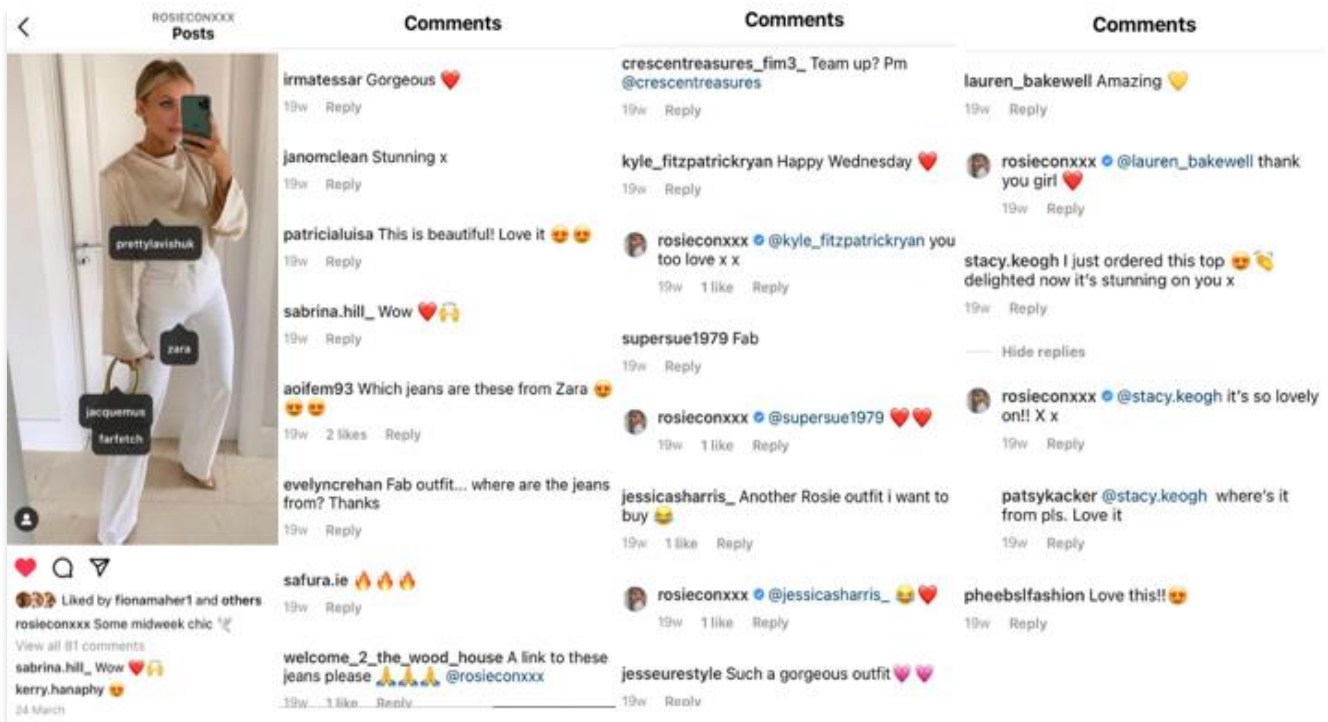 ROSIECONXXX
Posts
prettylavishuk
zara
jacquemus
farfetch
Liked by fionamaher1 and others
rosieconxxx Some midweek chic 🕊️
View all 81 comments
sabrina.hill_ Wow ❤️🙌
kerry.hanaphy 😍
24 March
Comments
irmatessar Gorgeous ❤️
19w Reply
janomclean Stunning x
19w Reply
patricialuisa This is beautiful! Love it 😍 😍
19w Reply
sabrina.hill_ Wow ❤️🙌
19w Reply
aoifem93 Which jeans are these from Zara 😍
😍 😍
19w 2 likes Reply
evelyncrehan Fab outfit... where are the jeans
from? Thanks
19w Reply
safura.ie 🔥 🔥 🔥
19w Reply
welcome_2_the_wood_house A link to these
jeans please 🙏🙏🙏 @rosieconxxx
19w 1 like Reply
Comments
crescentreasures_fim3_ Team up? Pm
@crescentreasures
19w Reply
kyle_fitzpatrickryan Happy Wednesday ❤️
19w Reply
rosieconxxx @kyle_fitzpatrickryan you
too love x x
19w 1 like Reply
supersue1979 Fab
19w Reply
rosieconxxx @supersue1979 ❤️❤️
19w 1 like Reply
jessicasharris_ Another Rosie outfit i want to
buy 😂
19w 1 like Reply
rosieconxxx @jessicasharris_ 😂❤️
19w 1 like Reply
jesseurestyle Such a gorgeous outfit💗💗
19w Reply
Comments
lauren_bakewell Amazing 💛
19w Reply
rosieconxxx @lauren_bakewell thank
you girl ❤️
19w Reply
stacy.keogh I just ordered this top 😍 👏
delighted now it's stunning on you x
19w Reply
Hide replies
rosieconxxx @stacy.keogh it's so lovely
on!! X x
19w Reply
patsykacker @stacy.keogh where's it
from pls. Love it
19w Reply
pheebslfashion Love this!!😍
19w Reply